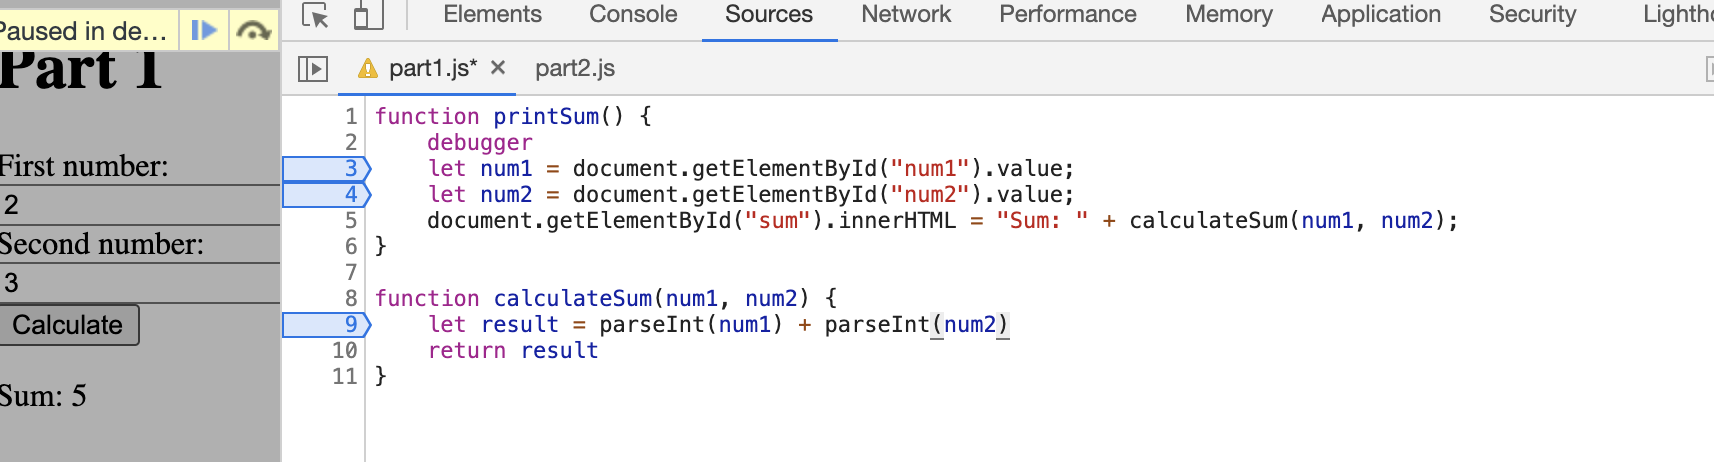 Paused in de...
Elements Console Sources Network Performance Memory Application Security
part1.js* × part2.js
Part 1
First number:
2
Second number:
3
Calculate
Sum: 5
1 function printSum() {
2 debugger
3 let num1 = document.getElementById("num1").value;
4 let num2 = document.getElementById("num2").value;
5 document.getElementById("sum").innerHTML = "Sum: " + calculateSum(num1, num2);
6 }
7
8 function calculateSum(num1, num2) {
9 let result = parseInt(num1) + parseInt(num2)
10 return result
11 }